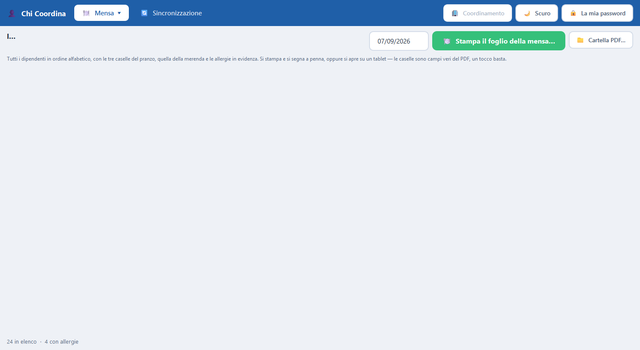 Chi Coordina
Mensa
Sincronizzazione
Coordinamento
Scuro
La mia password
I...
07/09/2026
Stampa il foglio della mensa...
Cartella PDF...
Tutti i dipendenti in ordine alfabetico, con le tre caselle del pranzo, quella della merenda e le allergie in evidenza. Si stampa e si segna a penna, oppure si apre su un tablet — le caselle sono campi veri del PDF, un tocco basta.
24 in elenco · 4 con allergie